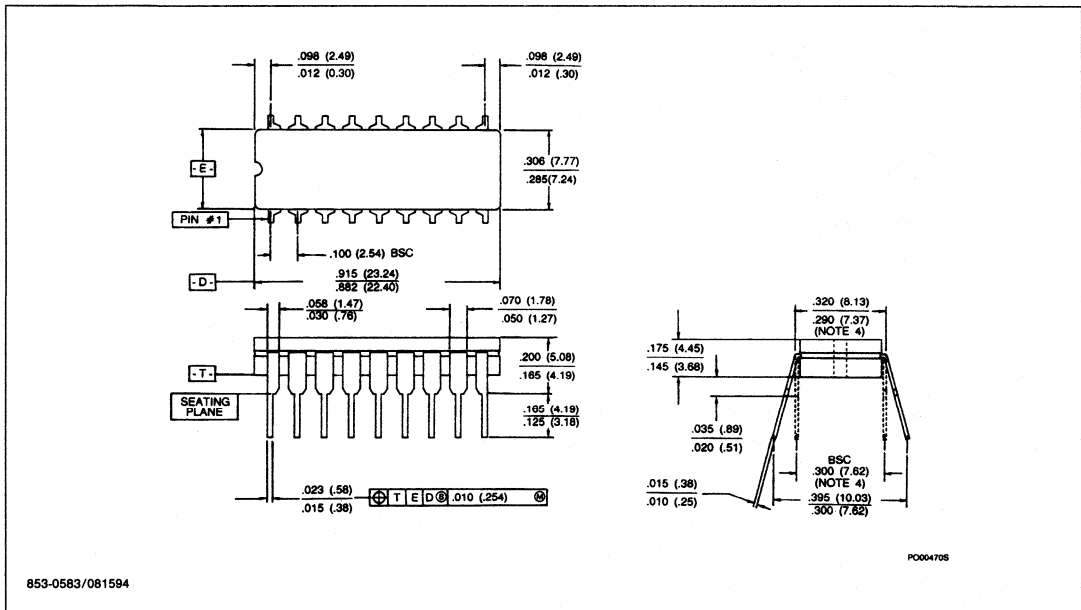 .098 (2.49)
.012 (0.30)
.098 (2.49)
.012 (.30)
- E -
.306 (7.77)
.285(7.24)
PIN #1
.100 (2.54) BSC
- D -
.915 (23.24)
.882 (22.40)
.058 (1.47)
.030 (.76)
.070 (1.78)
.050 (1.27)
.320 (8.13)
.290 (7.37)
(NOTE 4)
.175 (4.45)
.145 (3.68)
.200 (5.08)
.165 (4.19)
- T -
SEATING
PLANE
.165 (4.19)
.125 (3.18)
.035 (.89)
.020 (.51)
BSC
.300 (7.62)
(NOTE 4)
.015 (.38)
.010 (.25)
.395 (10.03)
.300 (7.62)
.023 (.58)
.015 (.38)
⌖ T E D Ⓢ .010 (.254) Ⓜ
PO00470S
853-0583/081594